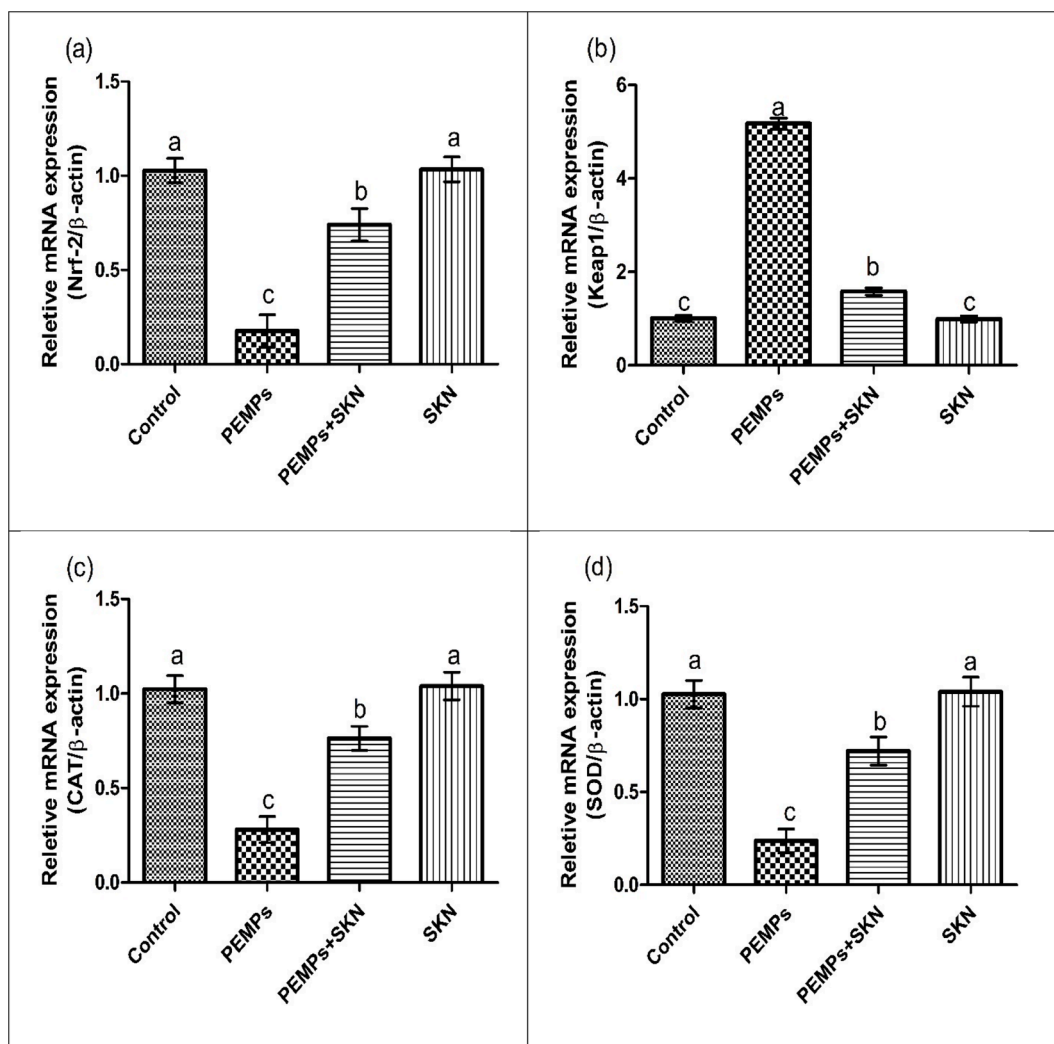 (a)
Reletive mRNA expression
(Nrf-2/β-actin)
1.5
1.0
0.5
0.0
a
c
b
a
Control
PEMPs
PEMPs+SKN
SKN
(b)
Reletive mRNA expression
(Keap1/β-actin)
6
4
2
0
c
a
b
c
Control
PEMPs
PEMPs+SKN
SKN
(c)
Reletive mRNA expression
(CAT/β-actin)
1.5
1.0
0.5
0.0
a
c
b
a
Control
PEMPs
PEMPs+SKN
SKN
(d)
Reletive mRNA expression
(SOD/β-actin)
1.5
1.0
0.5
0.0
a
c
b
a
Control
PEMPs
PEMPs+SKN
SKN